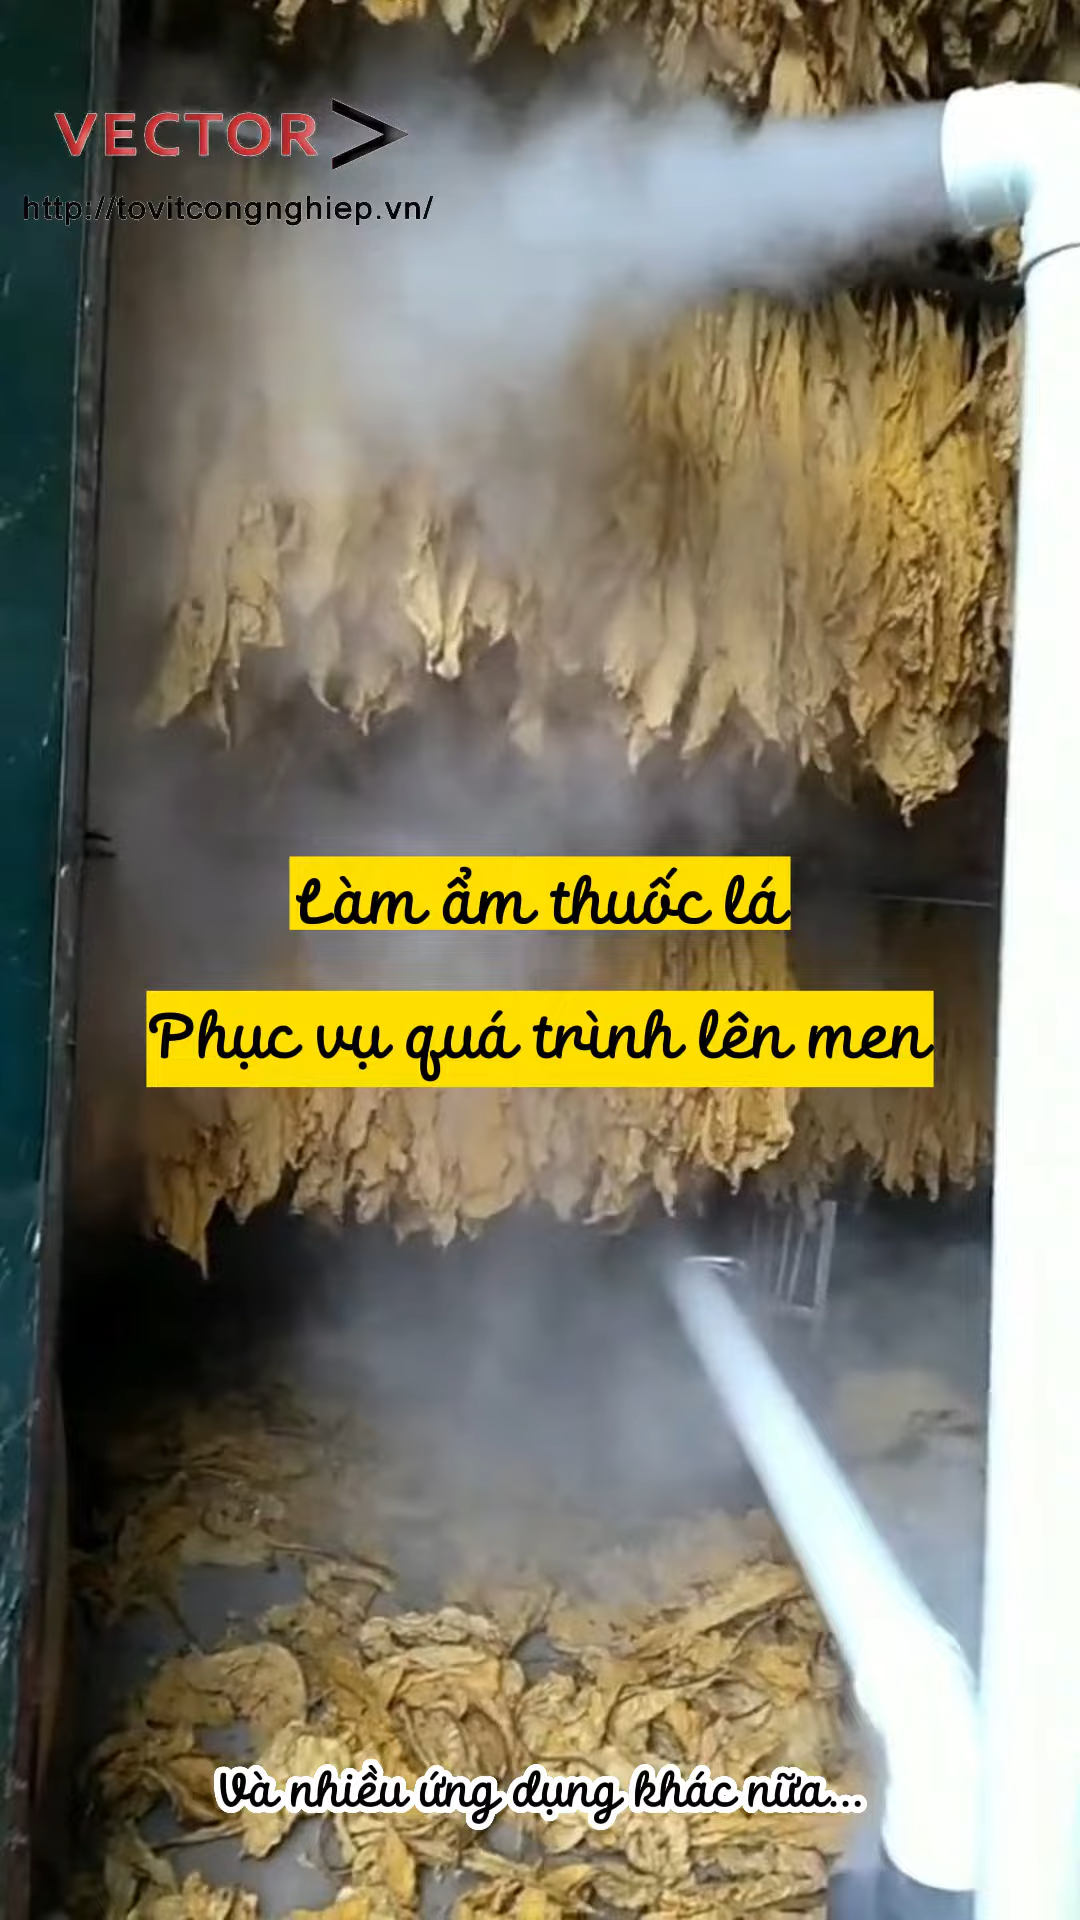 VECTOR
http://tovitcongnghiep.vn/
Làm ẩm thuốc lá
Phục vụ quá trình lên men
Và nhiều ứng dụng khác nữa...